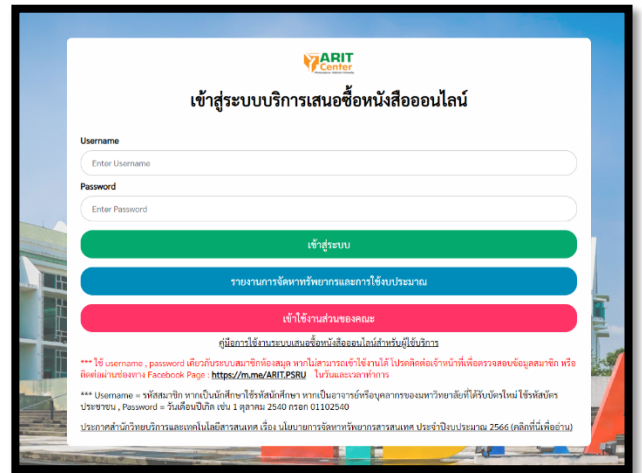 ARIT
Center
เข้าสู่ระบบบริการเสนอซื้อหนังสือออนไลน์
Username
Enter Username
Password
Enter Password
เข้าสู่ระบบ
รายงานการจัดหาทรัพยากรและการใช้งบประมาณ
เข้าใช้งานส่วนของคณะ
คู่มือการใช้งานระบบเสนอซื้อหนังสือออนไลน์สำหรับผู้ใช้บริการ
*** ใช้ username , password เดียวกับระบบสมาชิกห้องสมุด หากไม่สามารถเข้าใช้งานได้ โปรดติดต่อเจ้าหน้าที่เพื่อตรวจสอบข้อมูลสมาชิก หรือ
ติดต่อผ่านช่องทาง Facebook Page : https://m.me/ARIT.PSRU ในวันและเวลาทำการ
*** Username = รหัสสมาชิก หากเป็นนักศึกษาใช้รหัสนักศึกษา หากเป็นอาจารย์หรือบุคลากรของมหาวิทยาลัยที่ได้รับบัตรใหม่ ใช้รหัสบัตร
ประชาชน , Password = วันเดือนปีเกิด เช่น 1 ตุลาคม 2540 กรอก 01102540
ประกาศสำนักวิทยบริการและเทคโนโลยีสารสนเทศ เรื่อง นโยบายการจัดหาทรัพยากรสารสนเทศ ประจำปีงบประมาณ 2566 (คลิกที่นี่เพื่ออ่าน)